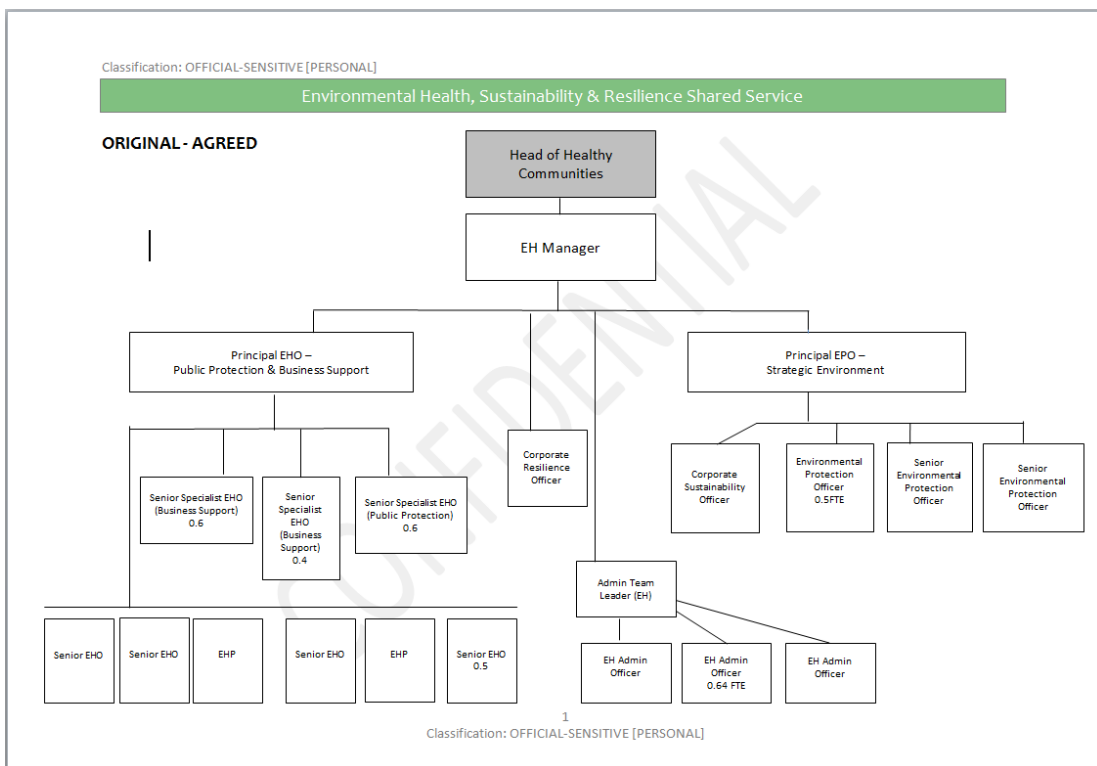 Classification: OFFICIAL-SENSITIVE [PERSONAL]
Environmental Health, Sustainability & Resilience Shared Service
ORIGINAL - AGREED
CONFIDENTIAL
Head of Healthy
Communities
EH Manager
Principal EHO –
Public Protection & Business Support
Principal EPO –
Strategic Environment
Senior Specialist EHO
(Business Support)
0.6
Senior
Specialist
EHO
(Business
Support)
0.4
Senior Specialist EHO
(Public Protection)
0.6
Corporate
Resilience
Officer
Corporate
Sustainability
Officer
Environmental
Protection
Officer
0.5FTE
Senior
Environmental
Protection
Officer
Senior
Environmental
Protection
Officer
Admin Team
Leader (EH)
Senior EHO
Senior EHO
EHP
Senior EHO
EHP
Senior EHO
0.5
EH Admin
Officer
EH Admin
Officer
0.64 FTE
EH Admin
Officer
1
Classification: OFFICIAL-SENSITIVE [PERSONAL]